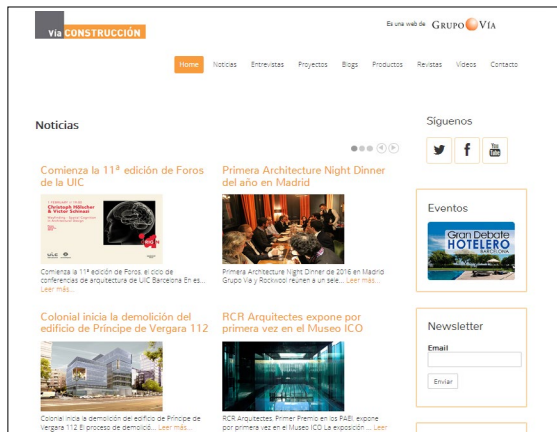 Vía CONSTRUCCIÓN
Es una web de GRUPO VÍA
Home Noticias Entrevistas Proyectos Blogs Productos Revistas Videos Contacto
Noticias
Comienza la 11ª edición de Foros
de la UIC
Christoph Hölscher
& Victor Schinazi
Comienza la 11ª edición de Foros, el ciclo de
conferencias de arquitectura de UIC Barcelona En es...
Leer más...
Primera Architecture Night Dinner
del año en Madrid
Primera Architecture Night Dinner de 2016 en Madrid
Grupo Vía y Rockwool reunen a un sele... Leer más...
Colonial inicia la demolición del
edificio de Príncipe de Vergara 112
Colonial inicia la demolición del edificio de Príncipe de
Vergara 112 El proceso de demolició... Leer más...
RCR Arquitectes expone por
primera vez en el Museo ICO
RCR Arquitectes, Primer Premio en los PAEI, expone
por primera vez en el Museo ICO La exposición ... Leer
Síguenos
You
Tube
Eventos
Gran Debate
HOTELERO
BARCELONA
Newsletter
Email
Enviar